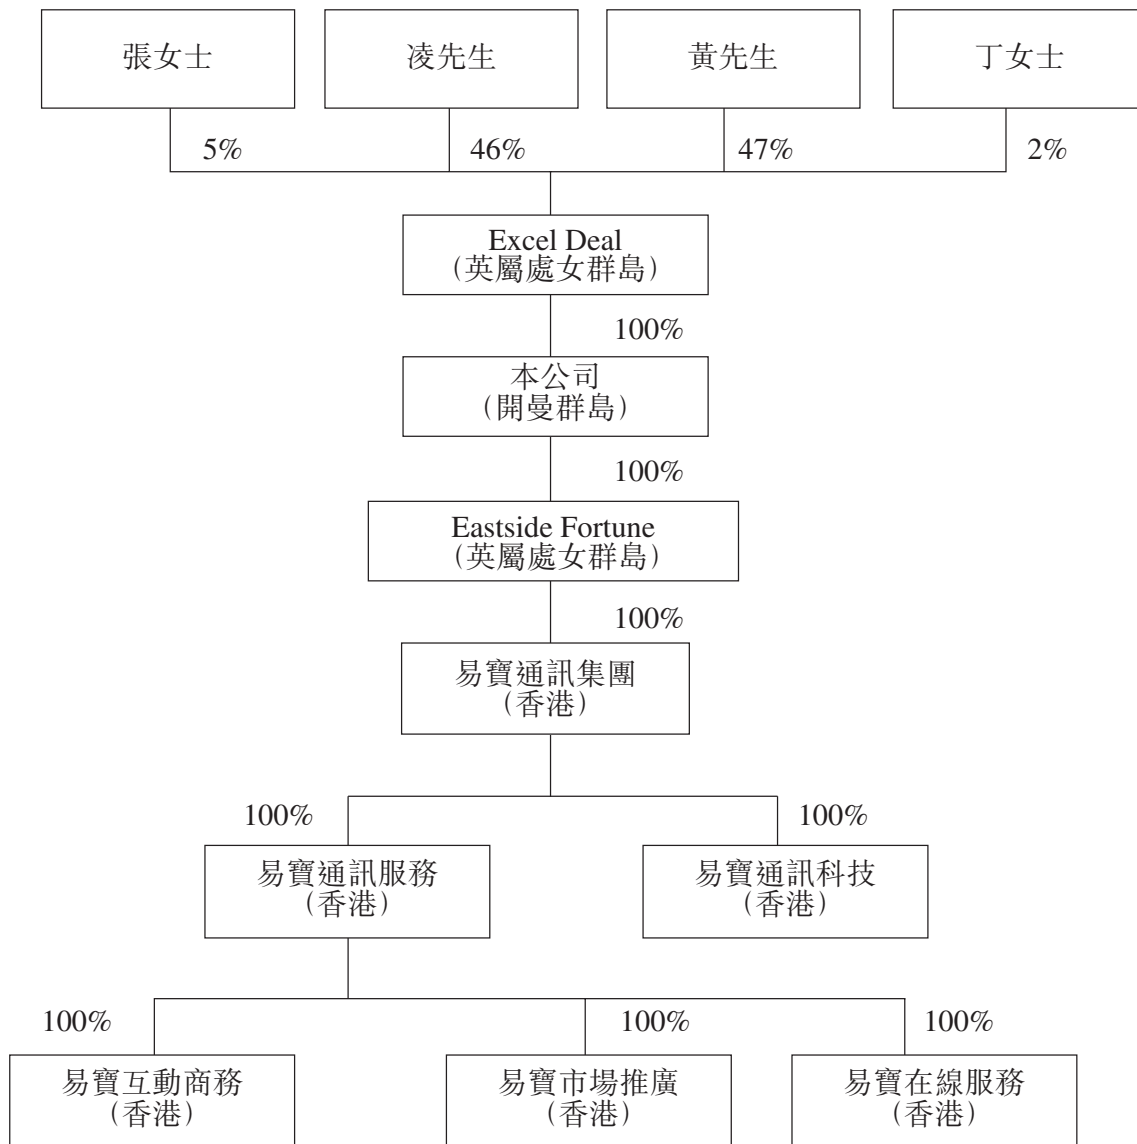 張女士
凌先生
黃先生
丁女士
5%
46%
47%
2%
Excel Deal
（英屬處女群島）
100%
本公司
（開曼群島）
100%
Eastside Fortune
（英屬處女群島）
100%
易寶通訊集團
（香港）
100%
100%
易寶通訊服務
（香港）
易寶通訊科技
（香港）
100%
100%
100%
易寶互動商務
（香港）
易寶市場推廣
（香港）
易寶在線服務
（香港）